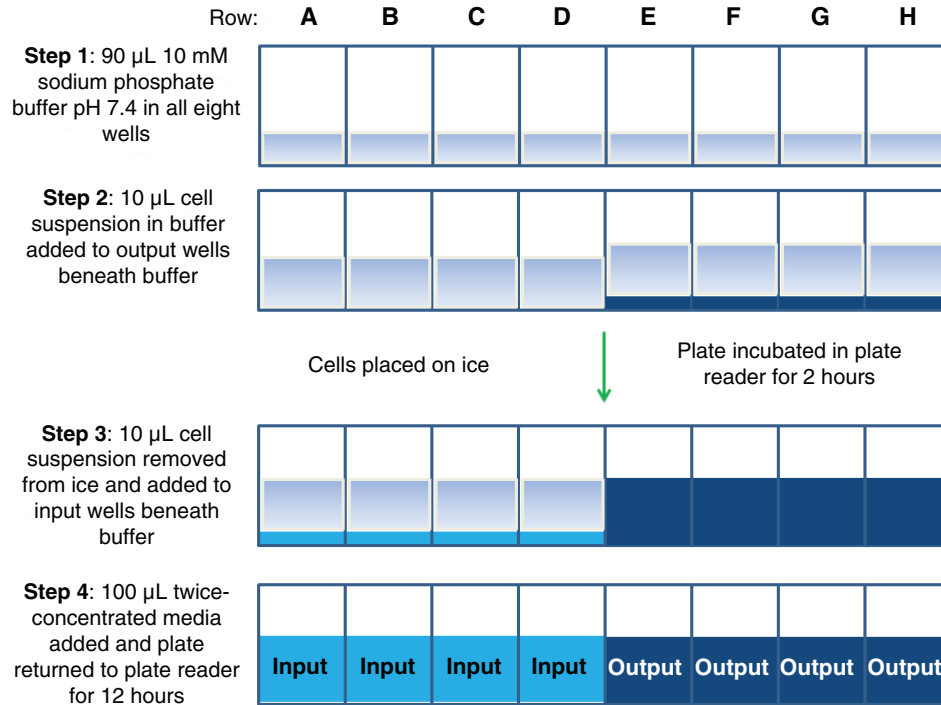 Row: A B C D E F G H
Step 1: 90 µL 10 mM
sodium phosphate
buffer pH 7.4 in all eight
wells
Step 2: 10 µL cell
suspension in buffer
added to output wells
beneath buffer
Cells placed on ice
Plate incubated in plate
reader for 2 hours
Step 3: 10 µL cell
suspension removed
from ice and added to
input wells beneath
buffer
Step 4: 100 µL twice-
concentrated media
added and plate
returned to plate reader
for 12 hours
Input Input Input Input Output Output Output Output